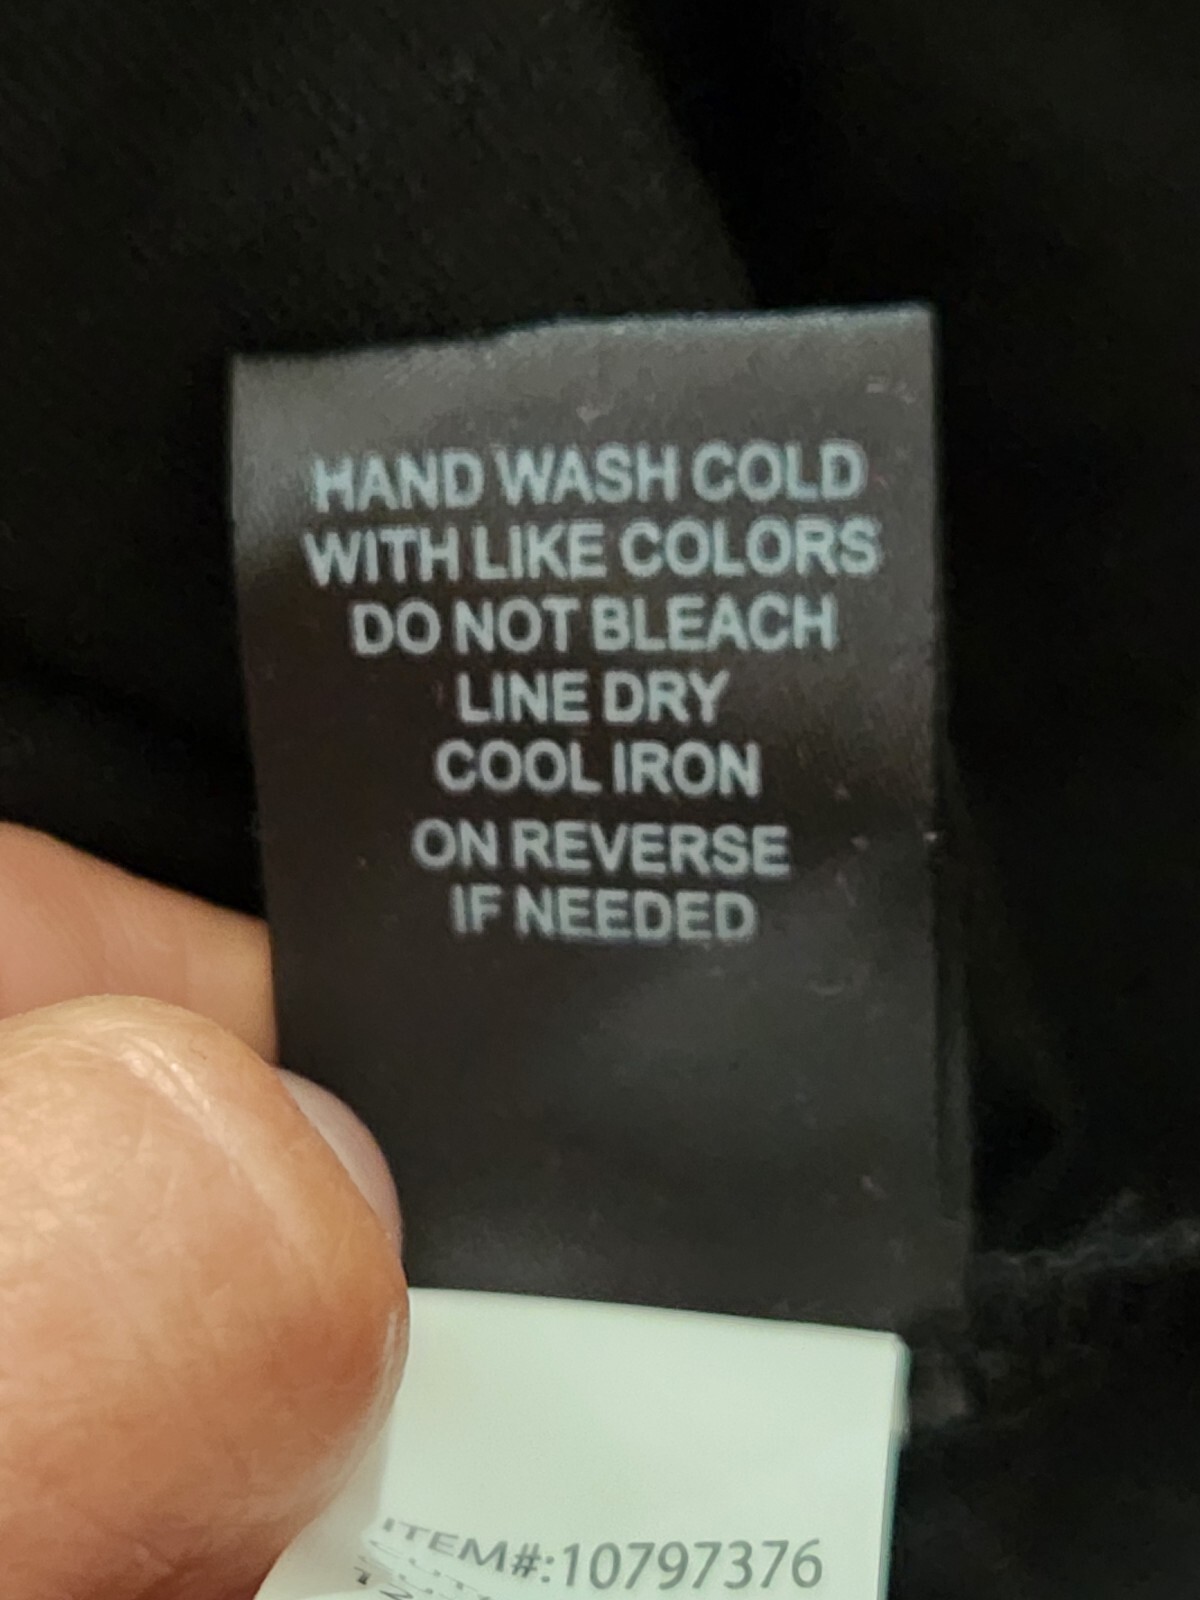 HAND WASH COLD
WITH LIKE COLORS
DO NOT BLEACH
LINE DRY
COOL IRON
ON REVERSE
IF NEEDED
ITEM#:10797376